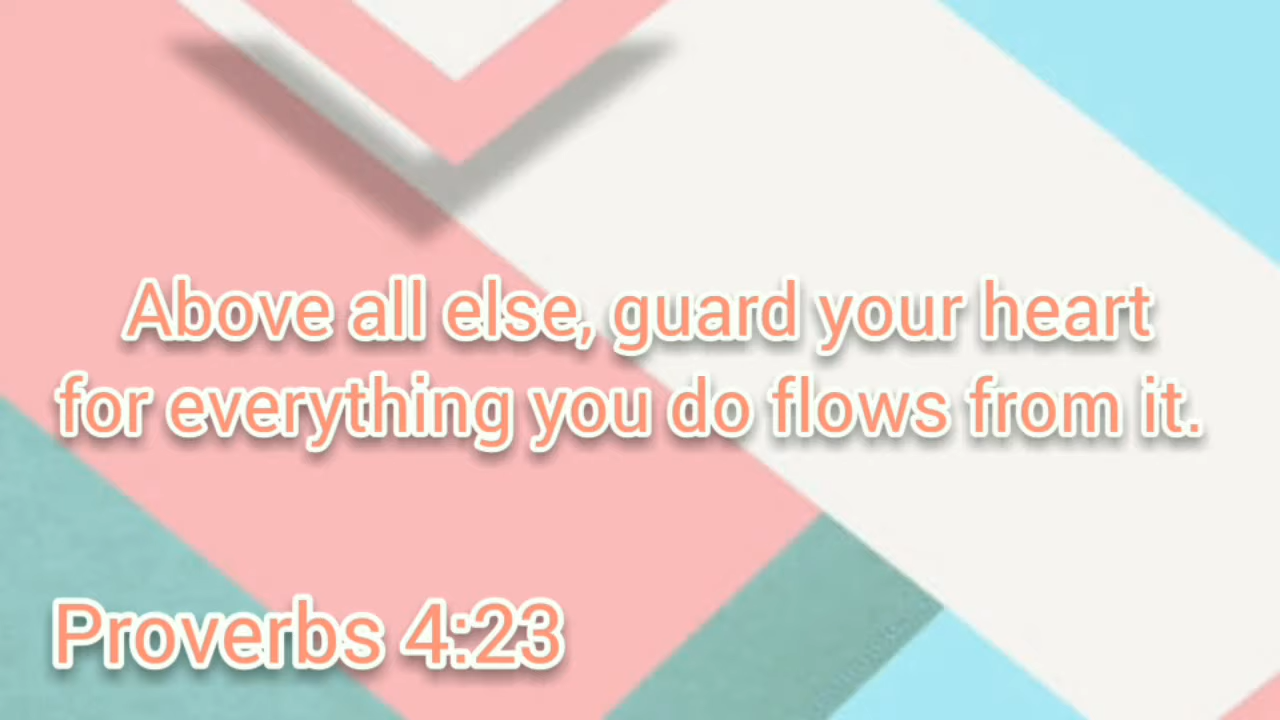 Above all else, guard your heart
for everything you do flows from it.
Proverbs 4:23